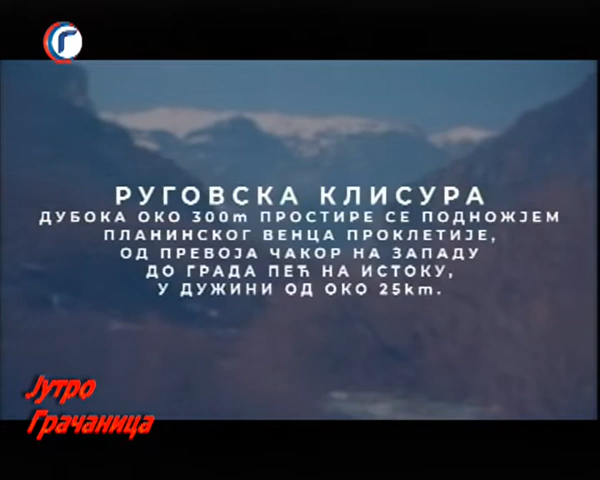 РУГОВСКА КЛИСУРА
ДУБОКА ОКО 300m ПРОСТИРЕ СЕ ПОДНОЖЈЕМ
ПЛАНИНСКОГ ВЕНЦА ПРОКЛЕТИЈЕ,
ОД ПРЕВОЈА ЧАКОР НА ЗАПАДУ
ДО ГРАДА ПЕЋ НА ИСТОКУ,
У ДУЖИНИ ОД ОКО 25km.
Јутро
Грачаница